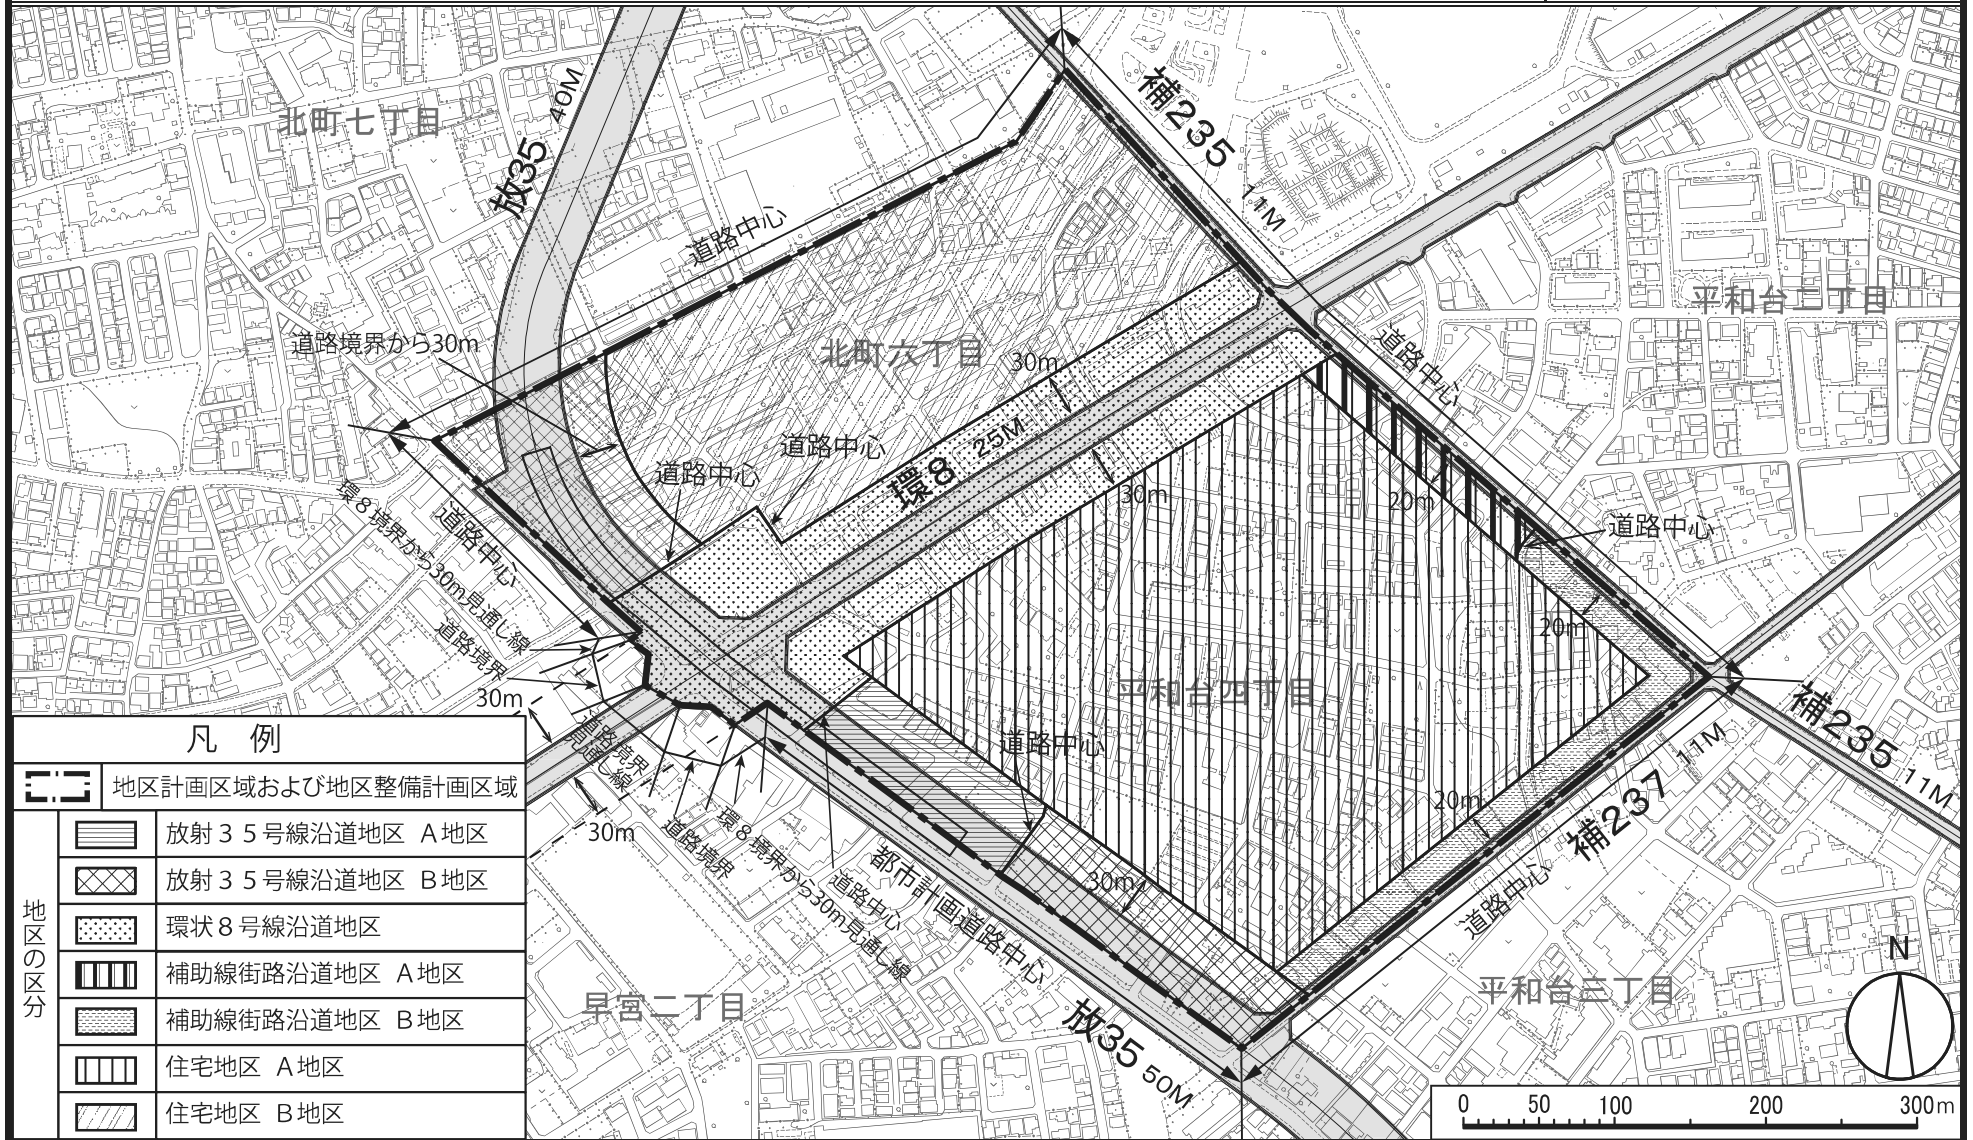 北町七丁目
放35
40M
補235
11M
道路中心
平和台二丁目
道路境界から30m
北町六丁目
30m
道路中心
道路中心
道路中心
環8
25M
30m
20m
道路中心
環8境界から30m見通し線
道路中心
道路境界
30m
20m
平和台四丁目
補235
11M
補237
11M
道路中心
道路境界
見通し線
30m
道路境界
環8境界から30m見通し線
道路中心
都市計画道路中心
30m
20m
道路中心
早宮二丁目
放35
50M
平和台三丁目
N
0 50 100 200 300m
凡 例
地区計画区域および地区整備計画区域
地区の区分
放射35号線沿道地区 A地区
放射35号線沿道地区 B地区
環状8号線沿道地区
補助線街路沿道地区 A地区
補助線街路沿道地区 B地区
住宅地区 A地区
住宅地区 B地区